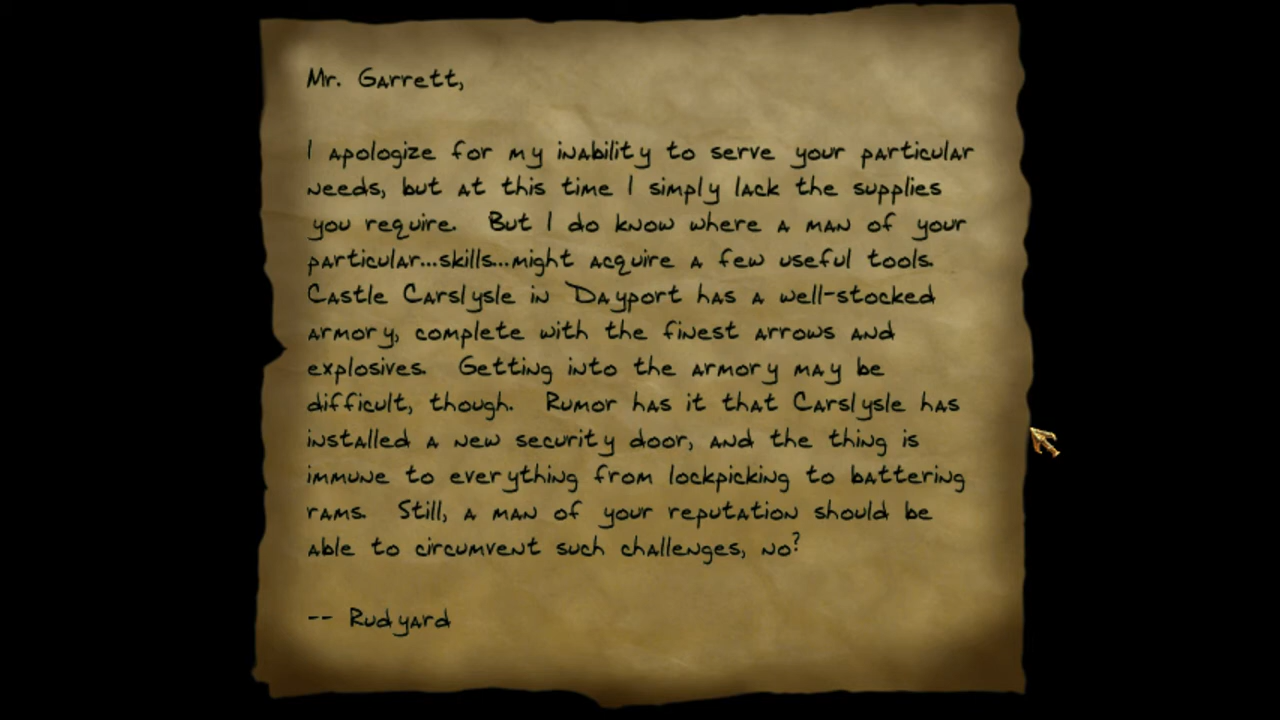 Mr. Garrett,
I apologize for my inability to serve your particular
needs, but at this time I simply lack the supplies
you require.  But I do know where a man of your
particular...skills...might acquire a few useful tools.
Castle Carslysle in Dayport has a well-stocked
armory, complete with the finest arrows and
explosives.  Getting into the armory may be
difficult, though.  Rumor has it that Carslysle has
installed a new security door, and the thing is
immune to everything from lockpicking to battering
rams.  Still, a man of your reputation should be
able to circumvent such challenges, no?
-- Rudyard